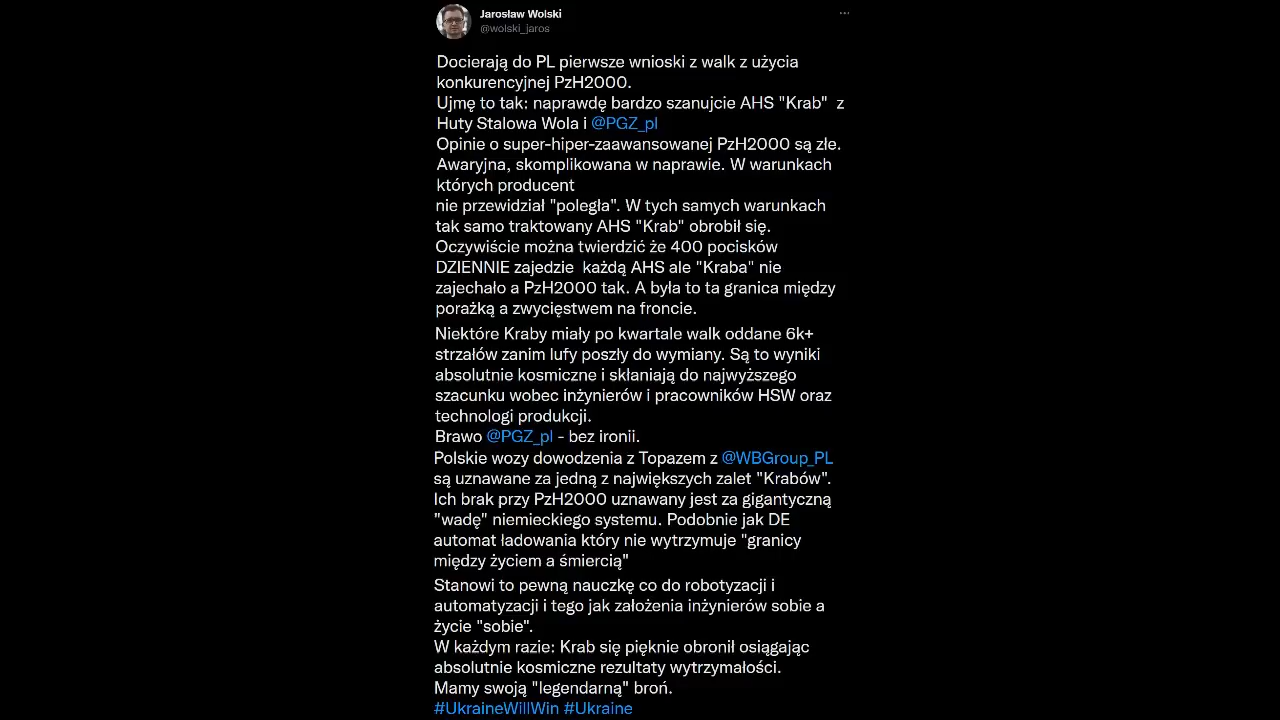 Jarosław Wolski
@wolski_jaros
...
Docierają do PL pierwsze wnioski z walk z użycia
konkurencyjnej PzH2000.
Ujmę to tak: naprawdę bardzo szanujcie AHS "Krab"  z
Huty Stalowa Wola i @PGZ_pl
Opinie o super-hiper-zaawansowanej PzH2000 są złe.
Awaryjna, skomplikowana w naprawie. W warunkach
których producent
nie przewidział "poległa". W tych samych warunkach
tak samo traktowany AHS "Krab" obrobił się.
Oczywiście można twierdzić że 400 pocisków
DZIENNIE zajedzie  każdą AHS ale "Kraba" nie
zajechało a PzH2000 tak. A była to ta granica między
porażką a zwycięstwem na froncie.
Niektóre Kraby miały po kwartale walk oddane 6k+
strzałów zanim lufy poszły do wymiany. Są to wyniki
absolutnie kosmiczne i skłaniają do najwyższego
szacunku wobec inżynierów i pracowników HSW oraz
technologi produkcji.
Brawo @PGZ_pl - bez ironii.
Polskie wozy dowodzenia z Topazem z @WBGroup_PL
są uznawane za jedną z największych zalet "Krabów".
Ich brak przy PzH2000 uznawany jest za gigantyczną
"wadę" niemieckiego systemu. Podobnie jak DE
automat ładowania który nie wytrzymuje "granicy
między życiem a śmiercią"
Stanowi to pewną nauczkę co do robotyzacji i
automatyzacji i tego jak założenia inżynierów sobie a
życie "sobie".
W każdym razie: Krab się pięknie obronił osiągając
absolutnie kosmiczne rezultaty wytrzymałości.
Mamy swoją "legendarną" broń.
#UkraineWillWin #Ukraine